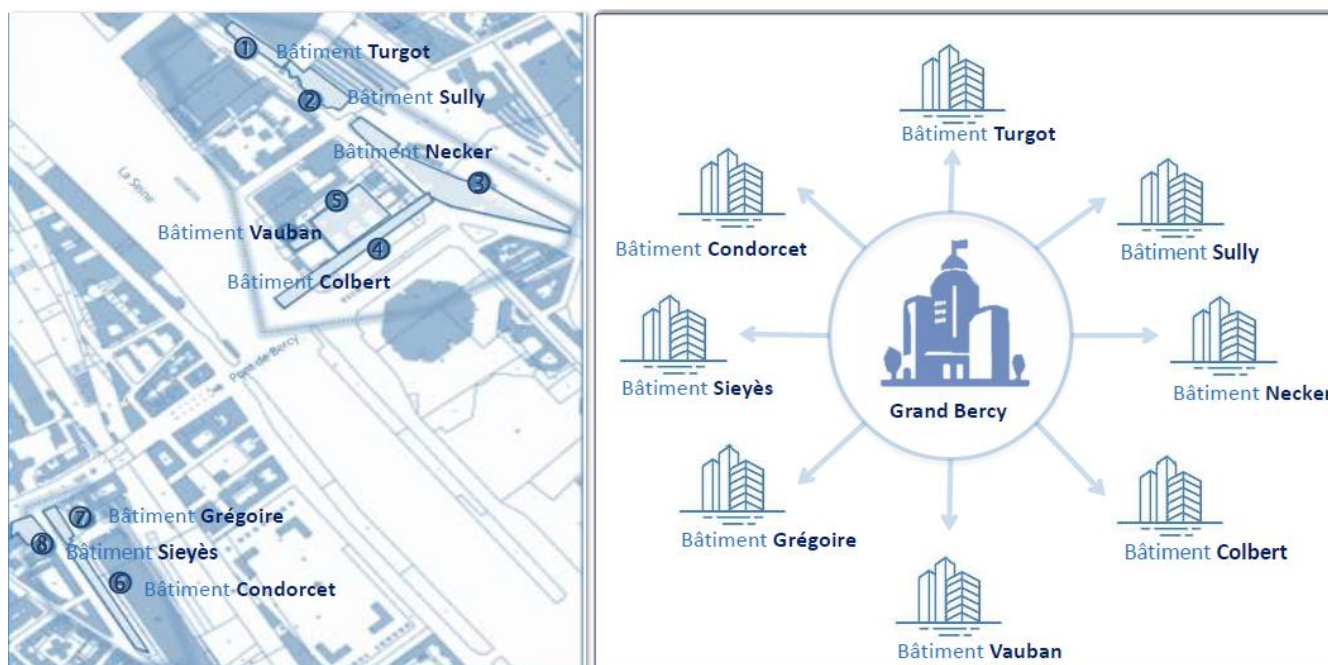 ① Bâtiment Turgot
② Bâtiment Sully
Bâtiment Necker
③
⑤
Bâtiment Vauban
④
Bâtiment Colbert
La Seine
Pont de Bercy
⑦ Bâtiment Grégoire
⑧ Bâtiment Sieyès
⑥ Bâtiment Condorcet
Bâtiment Turgot
Bâtiment Condorcet
Bâtiment Sully
Bâtiment Sieyès
Grand Bercy
Bâtiment Necker
Bâtiment Grégoire
Bâtiment Colbert
Bâtiment Vauban